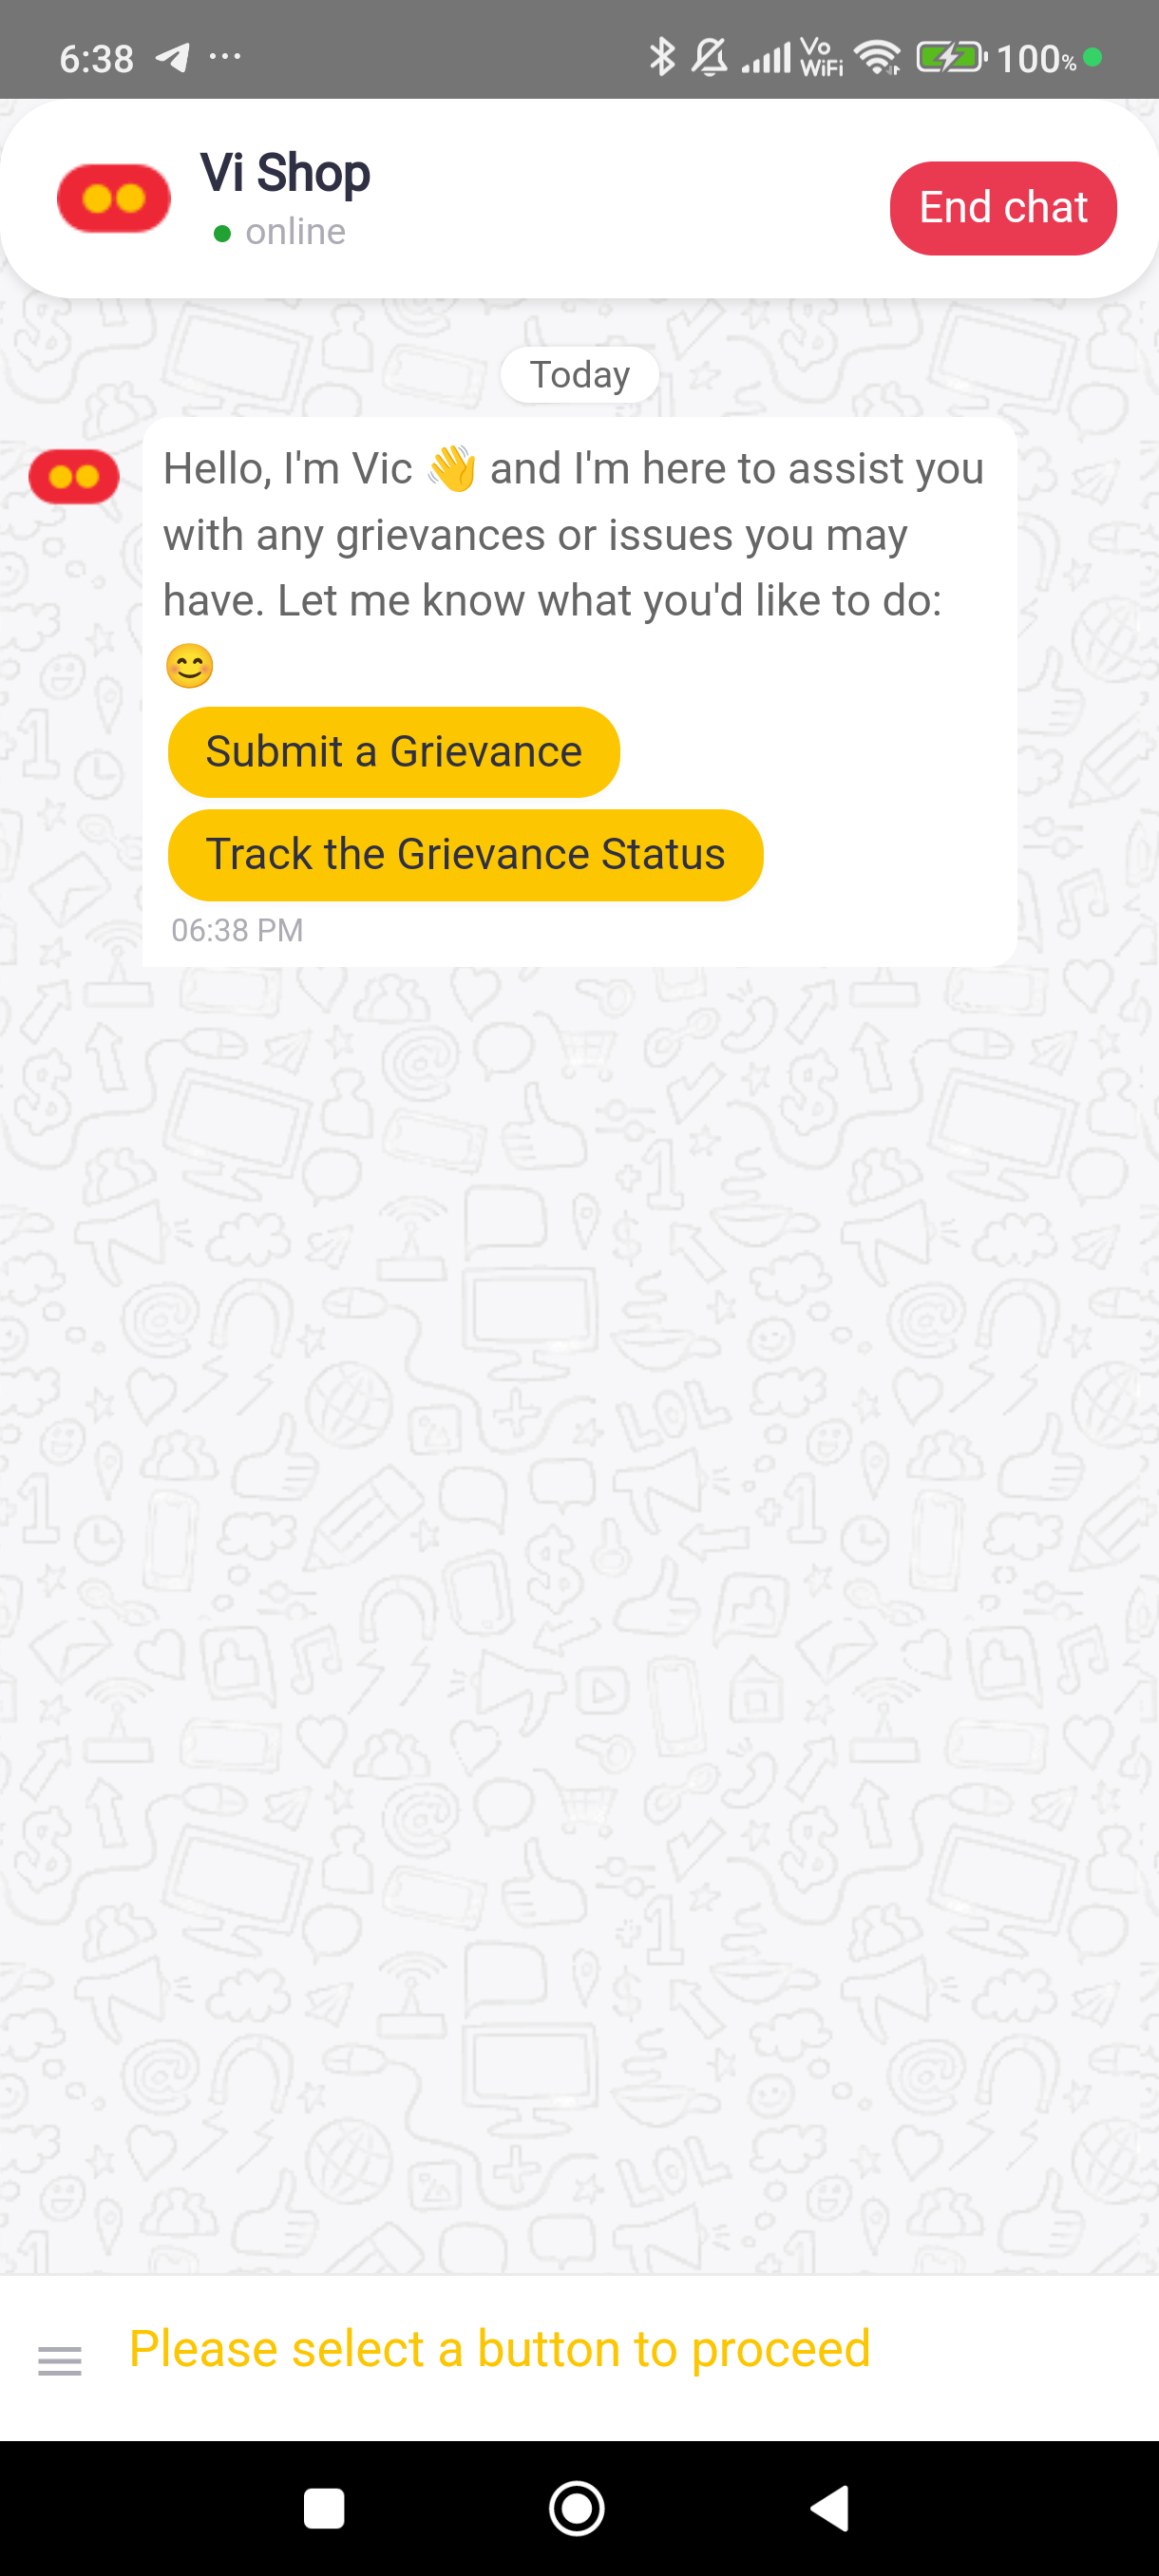 6:38 ... Vo WiFi 100%
Vi Shop
online
End chat
Today
Hello, I'm Vic 👋 and I'm here to assist you
with any grievances or issues you may
have. Let me know what you'd like to do:
😊
Submit a Grievance
Track the Grievance Status
06:38 PM
Please select a button to proceed